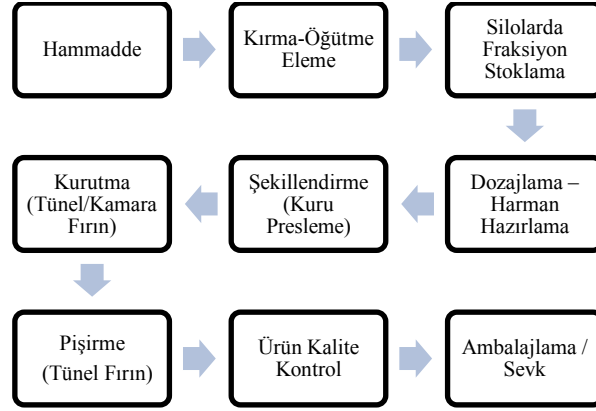 Hammadde
Kırma-Öğütme
Eleme
Silolarda
Fraksiyon
Stoklama
Dozajlama –
Harman
Hazırlama
Şekillendirme
(Kuru
Presleme)
Kurutma
(Tünel/Kamara
Fırın)
Pişirme
(Tünel Fırın)
Ürün Kalite
Kontrol
Ambalajlama /
Sevk